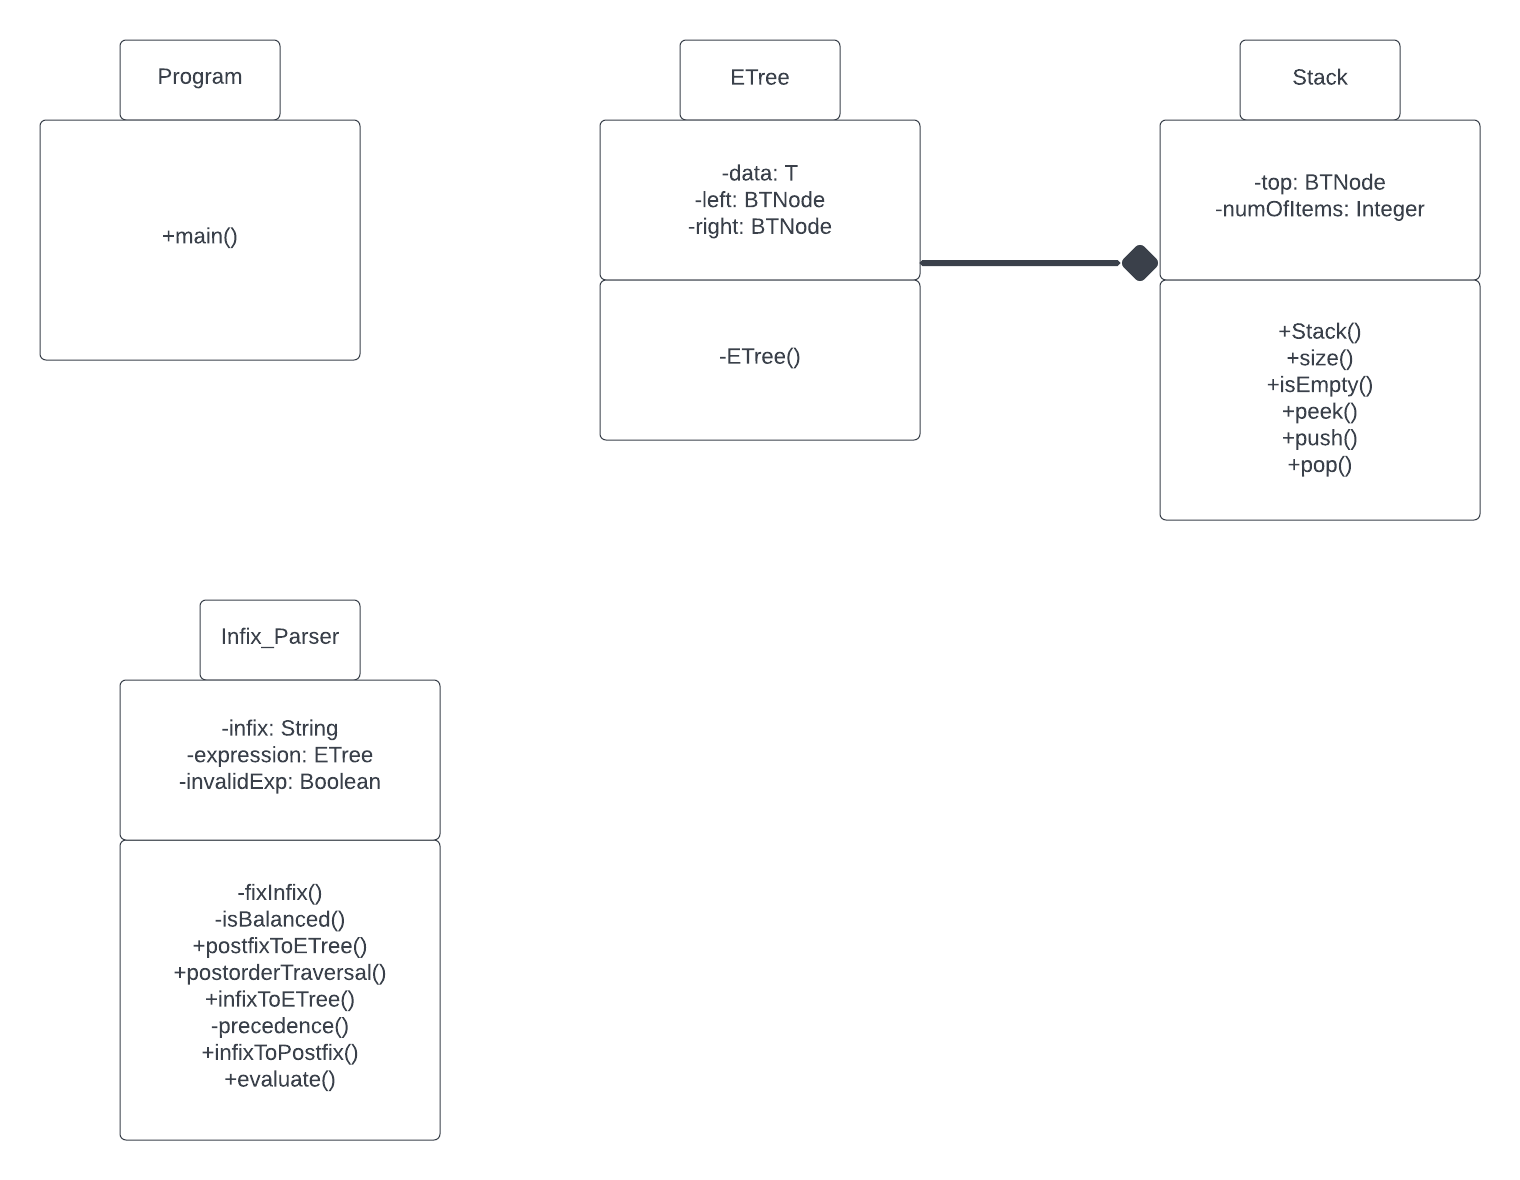 Program
+main()
ETree
-data: T
-left: BTNode
-right: BTNode
-ETree()
Stack
-top: BTNode
-numOfItems: Integer
+Stack()
+size()
+isEmpty()
+peek()
+push()
+pop()
Infix_Parser
-infix: String
-expression: ETree
-invalidExp: Boolean
-fixInfix()
-isBalanced()
+postfixToETree()
+postorderTraversal()
+infixToETree()
-precedence()
+infixToPostfix()
+evaluate()